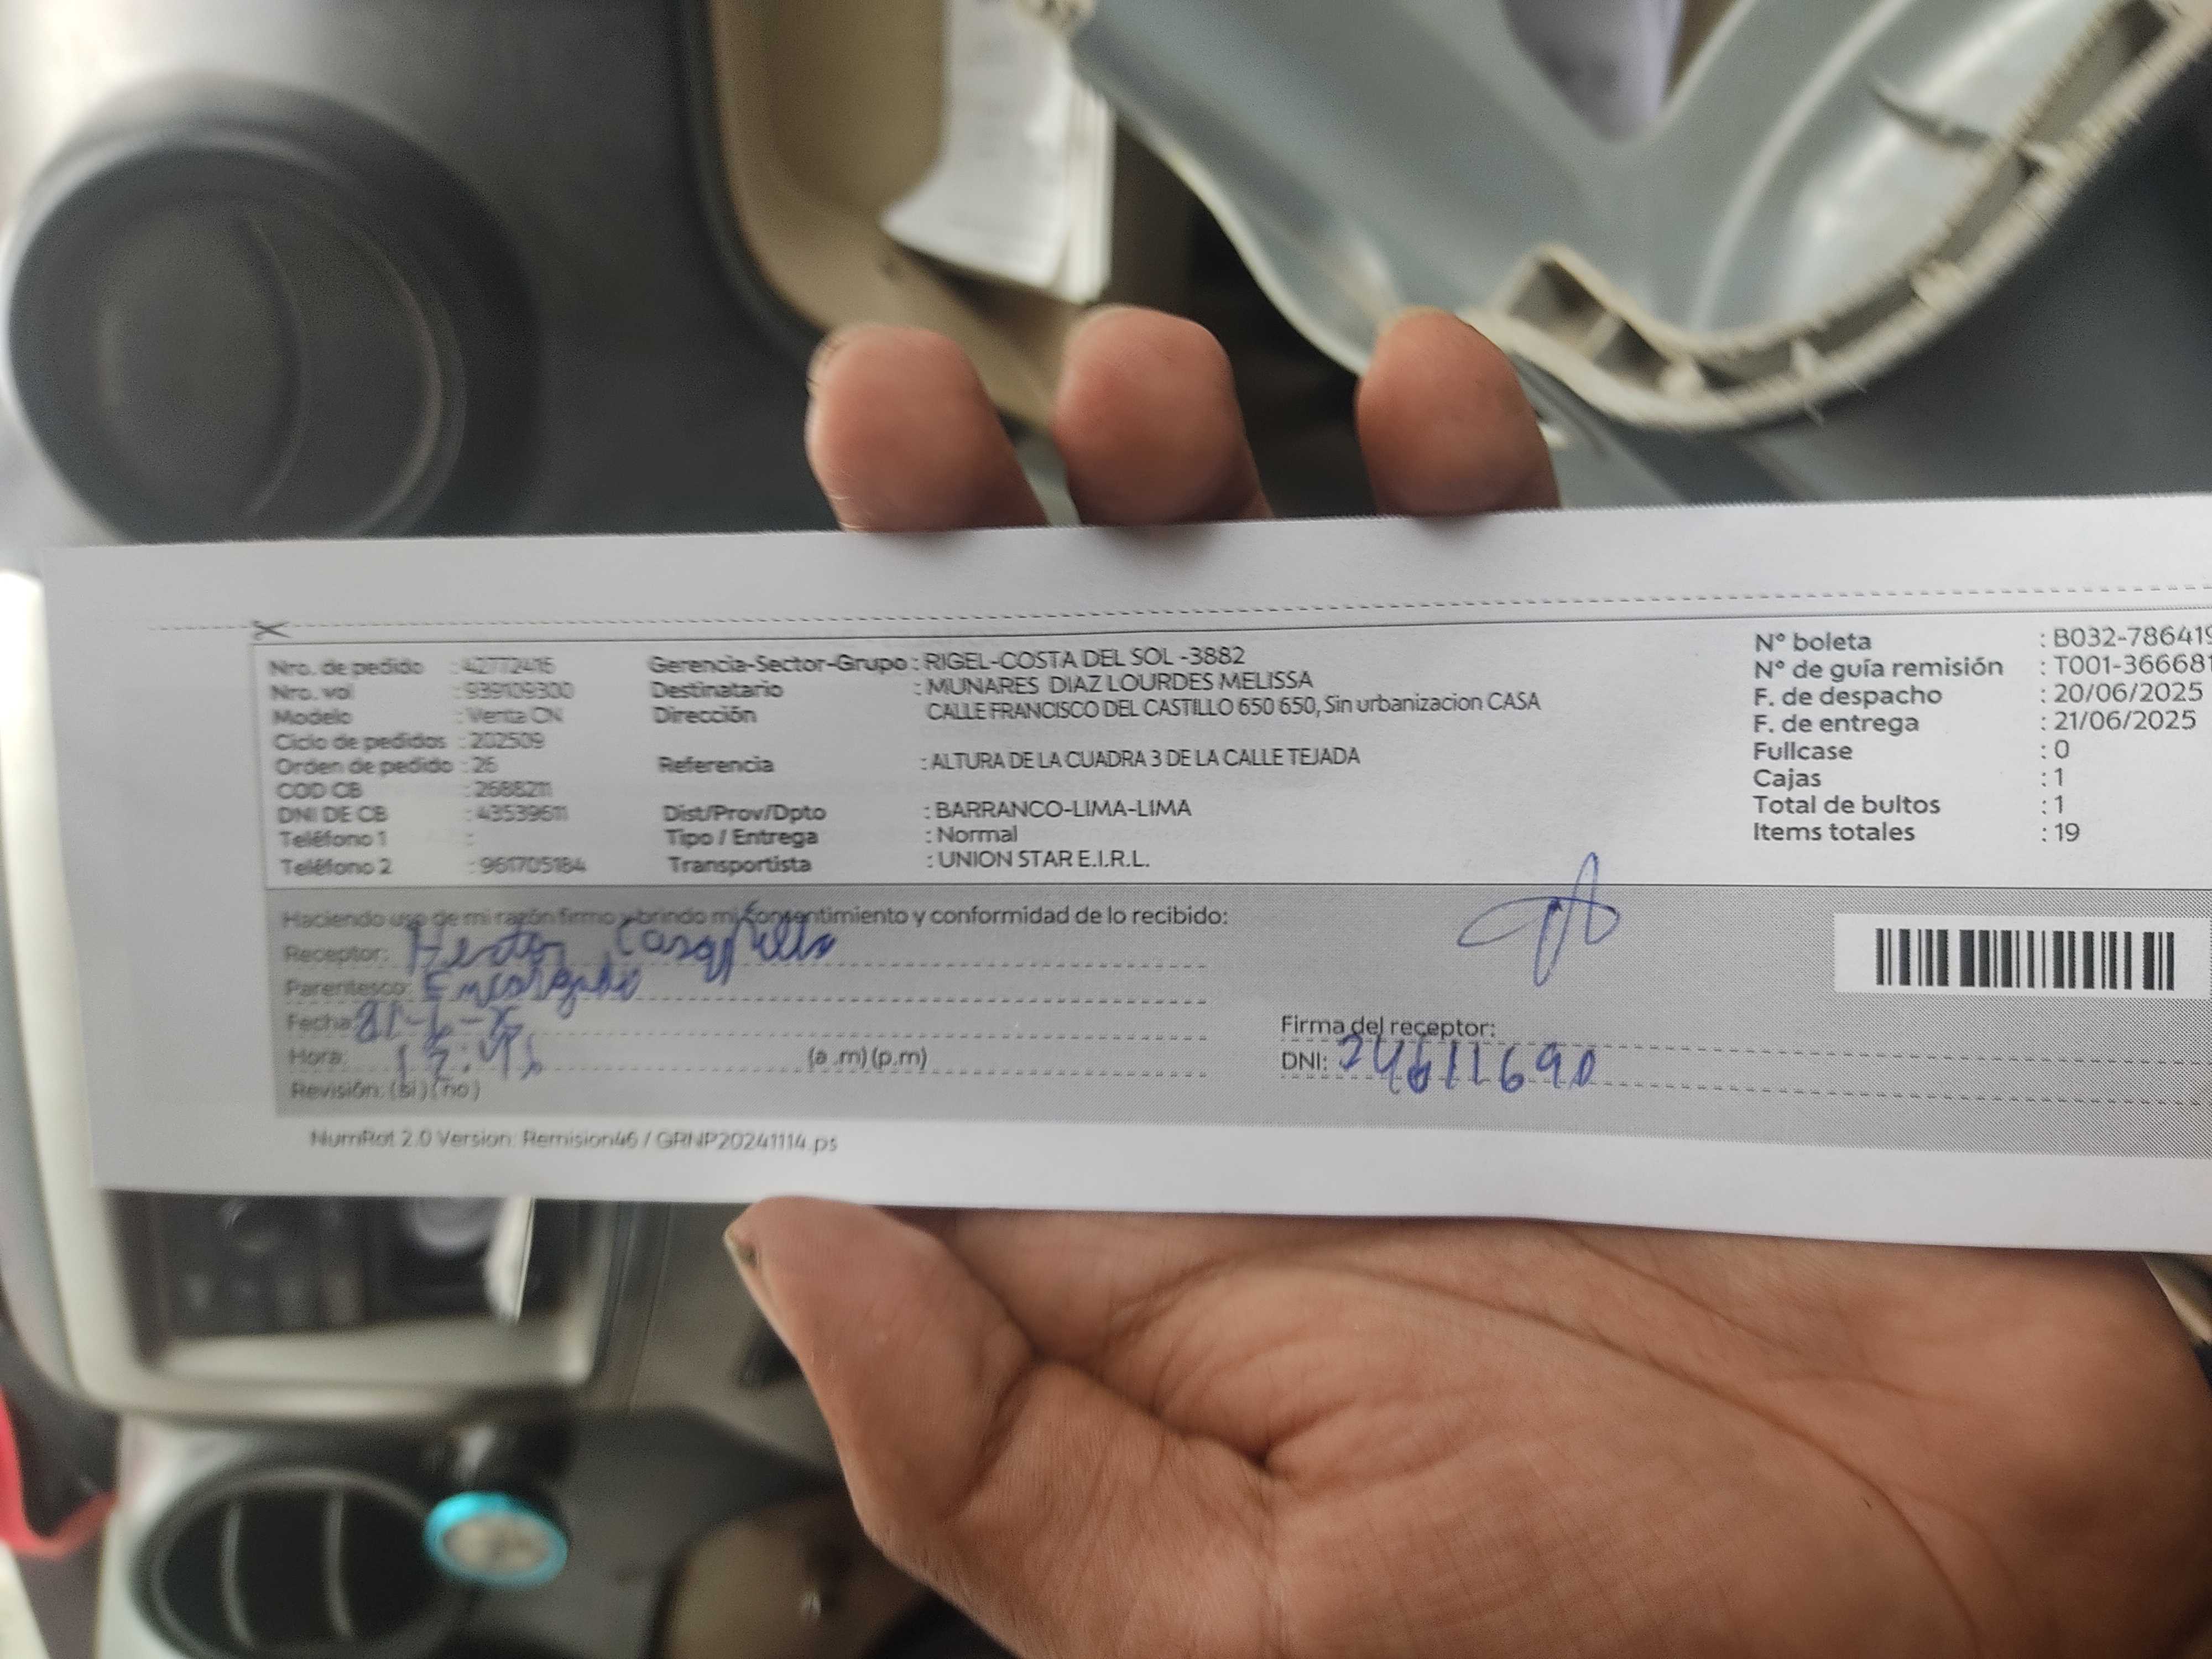 Nro. de pedido : 42772416
Nro. vol : 939109300
Modelo : Venta CN
Ciclo de pedidos : 202509
Orden de pedido : 26
COD CB : 2688211
DNI DE CB : 43539611
Teléfono 1 :
Teléfono 2 : 961705184
Gerencia-Sector-Grupo : RIGEL-COSTA DEL SOL -3882
Destinatario : MUNARES DIAZ LOURDES MELISSA
Dirección CALLE FRANCISCO DEL CASTILLO 650 650, Sin urbanizacion CASA
Referencia : ALTURA DE LA CUADRA 3 DE LA CALLE TEJADA
Dist/Prov/Dpto : BARRANCO-LIMA-LIMA
Tipo / Entrega : Normal
Transportista : UNION STAR E.I.R.L.
N° boleta : B032-786419
N° de guía remisión : T001-366681
F. de despacho : 20/06/2025
F. de entrega : 21/06/2025
Fullcase : 0
Cajas : 1
Total de bultos : 1
Items totales : 19
Haciendo uso de mi razón firmo y brindo mi consentimiento y conformidad de lo recibido:
Receptor: Hector
Parentesco: Encargado
Fecha:
Hora: (a .m) (p.m)
Revisión: (si) (no)
Firma del receptor:
DNI:
NumRot 2.0 Version: Remision46 / GRNP20241114.ps